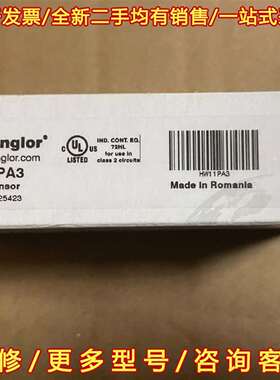 发票/全新二手均有销售/一站式
nglor®
nglor.com
PA3
nsor
25423
C UL US
LISTED
IND. CONT. EQ.
72HL
for use in
class 2 circuits
HW11PA3
Made in Romania
修/更多型号/咨询客